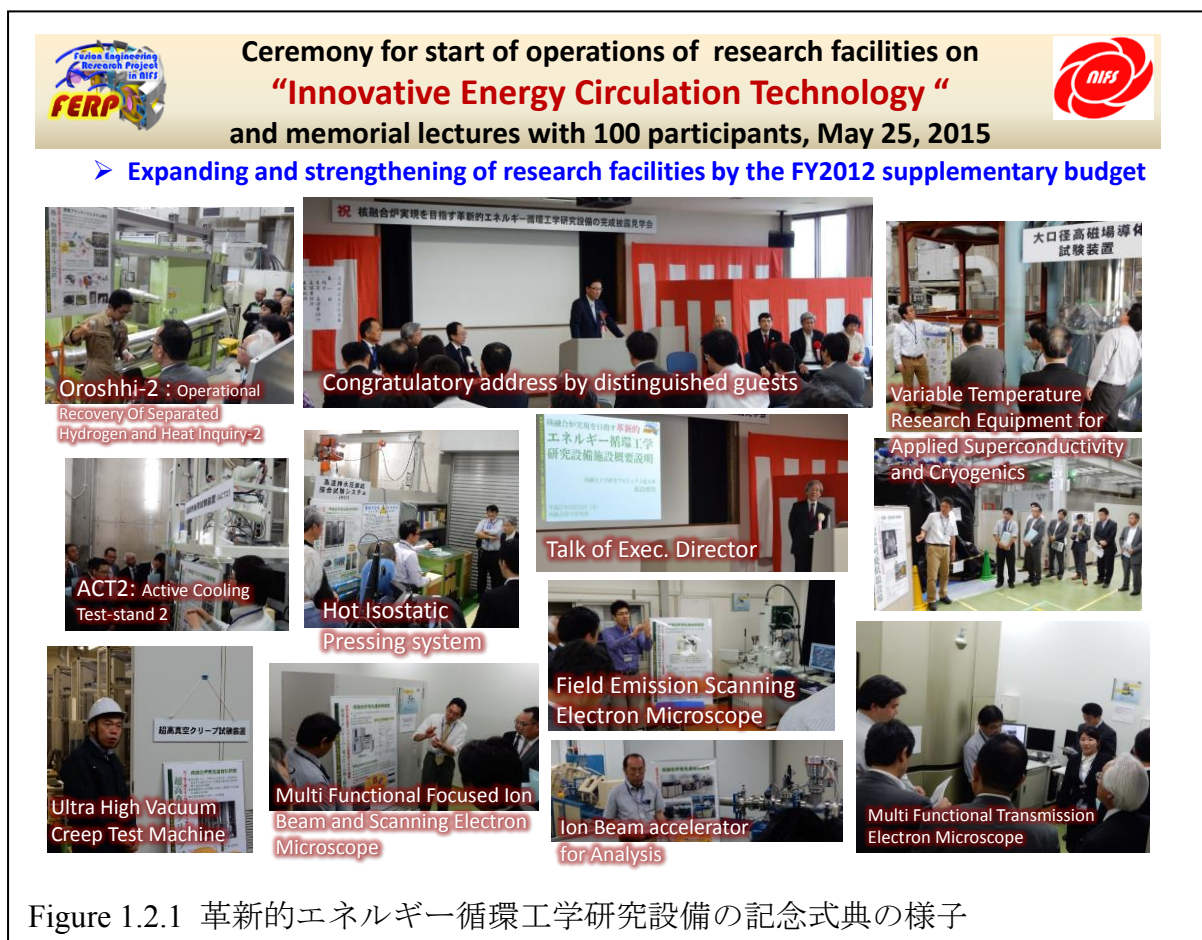 Fusion Engineering
Research Project
in NIFS
FERP
Ceremony for start of operations of research facilities on
“Innovative Energy Circulation Technology “
and memorial lectures with 100 participants, May 25, 2015
NIFS
➢ Expanding and strengthening of research facilities by the FY2012 supplementary budget
Oroshhi-2 : Operational
Recovery Of Separated
Hydrogen and Heat Inquiry-2
祝 核融合炉実現を目指す革新的エネルギー循環工学研究設備の完成披露見学会
Congratulatory address by distinguished guests
大口径高磁場導体
試験装置
Variable Temperature
Research Equipment for
Applied Superconductivity
and Cryogenics
ACT2: Active Cooling
Test-stand 2
Hot Isostatic
Pressing system
核融合炉実現を目指す革新的
エネルギー循環工学
研究設備施設概要説明
Talk of Exec. Director
Field Emission Scanning
Electron Microscope
超高真空クリープ試験装置
Ultra High Vacuum
Creep Test Machine
Multi Functional Focused Ion
Beam and Scanning Electron
Microscope
Ion Beam accelerator
for Analysis
Multi Functional Transmission
Electron Microscope
Figure 1.2.1 革新的エネルギー循環工学研究設備の記念式典の様子